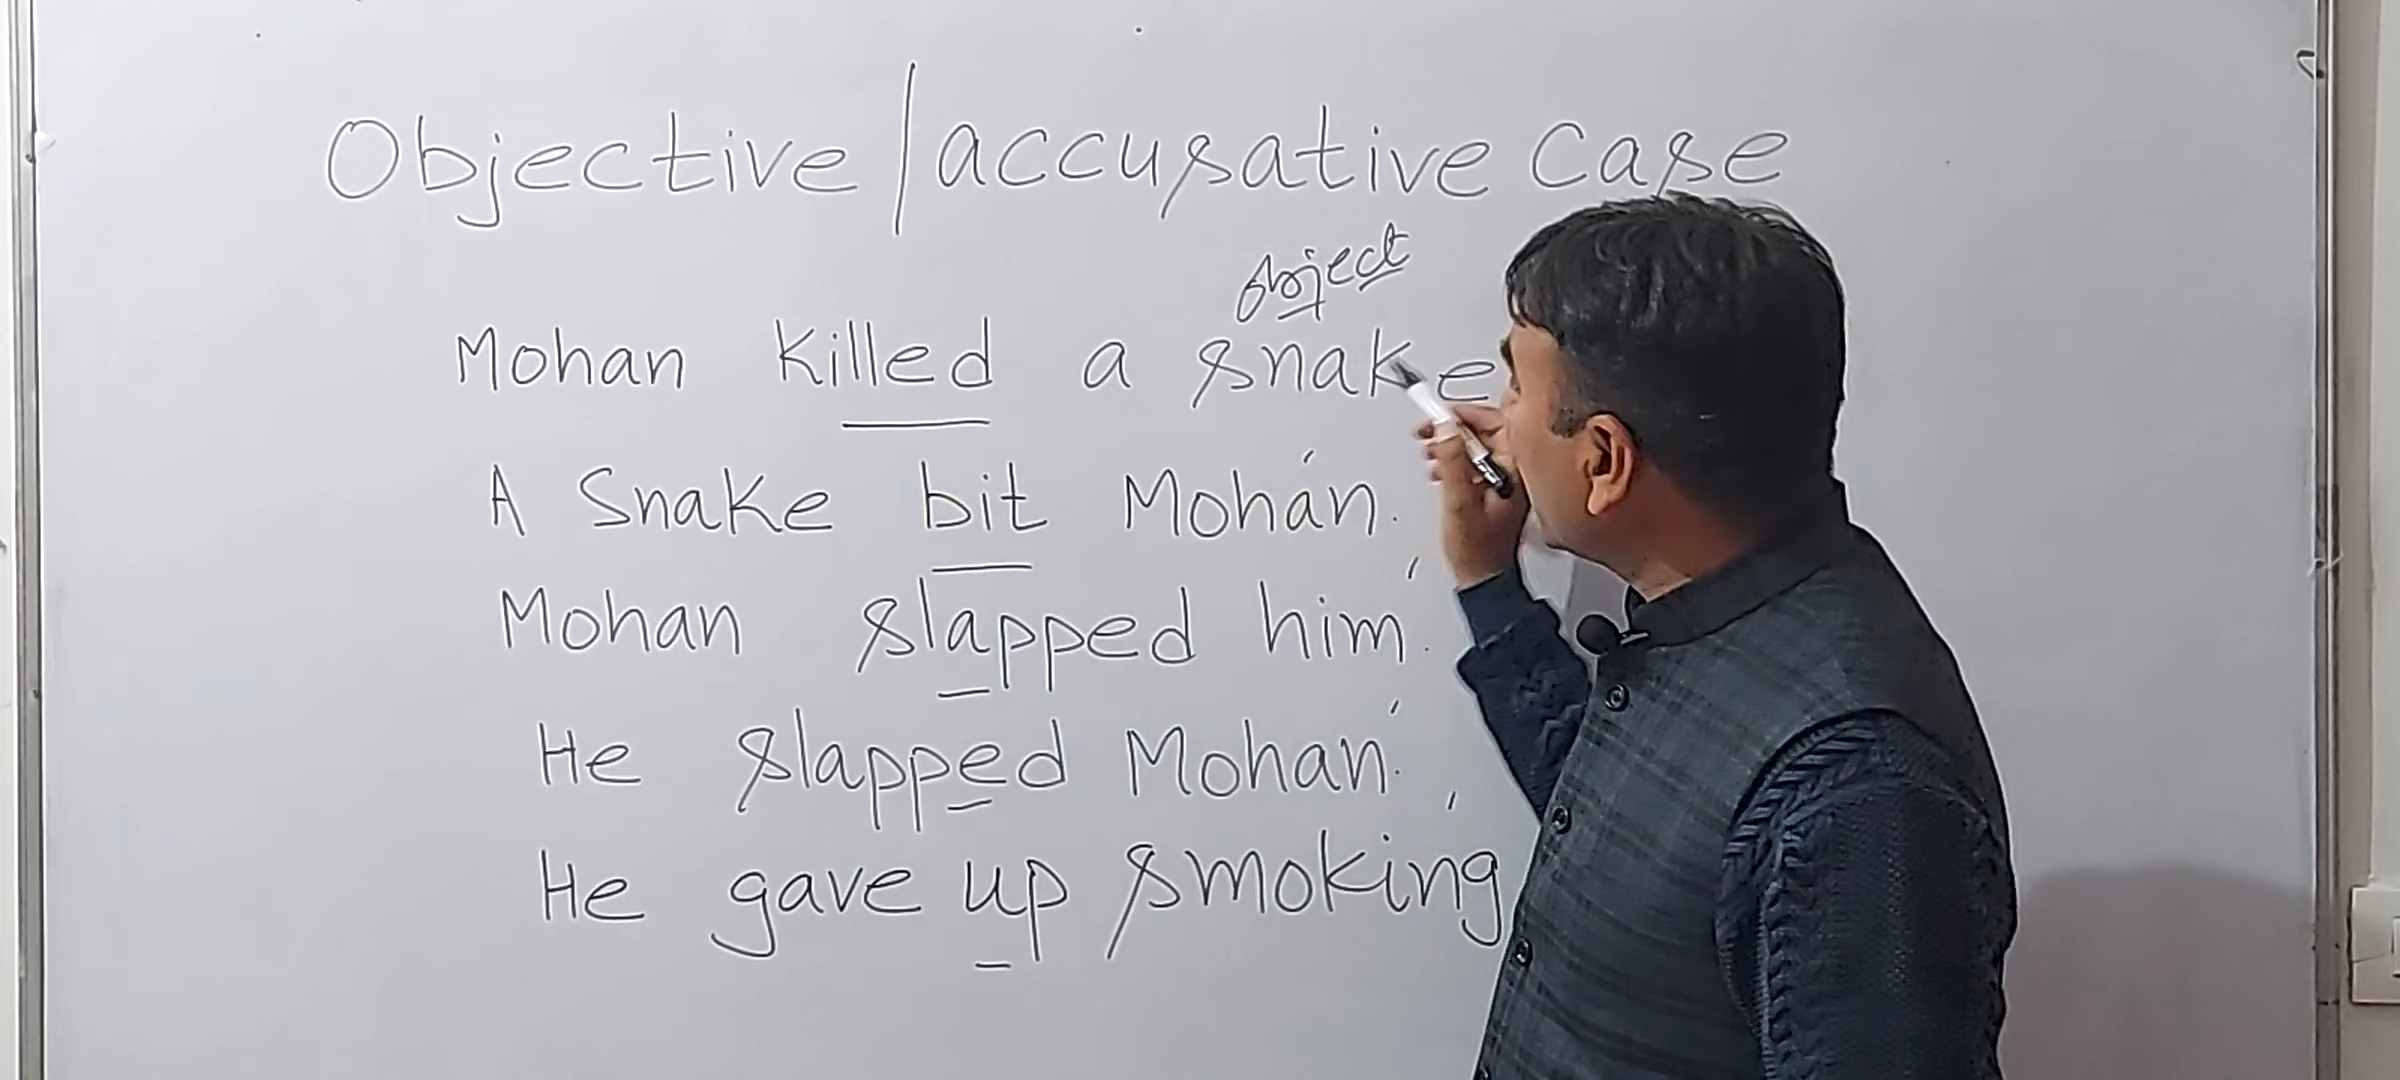 Objective / accusative case
object
Mohan killed a snake
A Snake bit Mohan.
Mohan slapped him.
He slapped Mohan.
He gave up smoking